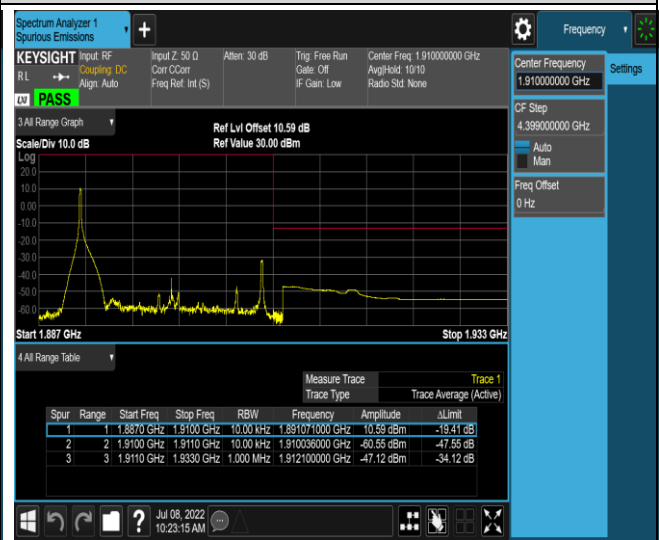 Spectrum Analyzer 1
Spurious Emissions
+
Frequency
KEYSIGHT Input: RF Input Z: 50 Ω Atten: 30 dB Trig: Free Run Center Freq: 1.910000000 GHz
RL Coupling: DC Corr CCorr Gate: Off Avg|Hold: 10/10
Align: Auto Freq Ref: Int (S) IF Gain: Low Radio Std: None
LXI PASS
3 All Range Graph
Ref Lvl Offset 10.59 dB
Scale/Div 10.0 dB Ref Value 30.00 dBm
Log
20.0
10.0
0.00
-10.0
-20.0
-30.0
-40.0
-50.0
-60.0
Start 1.887 GHz Stop 1.933 GHz
4 All Range Table
Measure Trace Trace 1
Trace Type Trace Average (Active)
Spur Range Start Freq Stop Freq RBW Frequency Amplitude ΔLimit
1 1 1.8870 GHz 1.9100 GHz 10.00 kHz 1.891071000 GHz 10.59 dBm -19.41 dB
2 2 1.9100 GHz 1.9110 GHz 10.00 kHz 1.910036000 GHz -60.55 dBm -47.55 dB
3 3 1.9110 GHz 1.9330 GHz 1.000 MHz 1.912100000 GHz -47.12 dBm -34.12 dB
Jul 08, 2022
10:23:15 AM
?
Center Frequency
1.910000000 GHz
Settings
CF Step
4.399000000 GHz
Auto
Man
Freq Offset
0 Hz